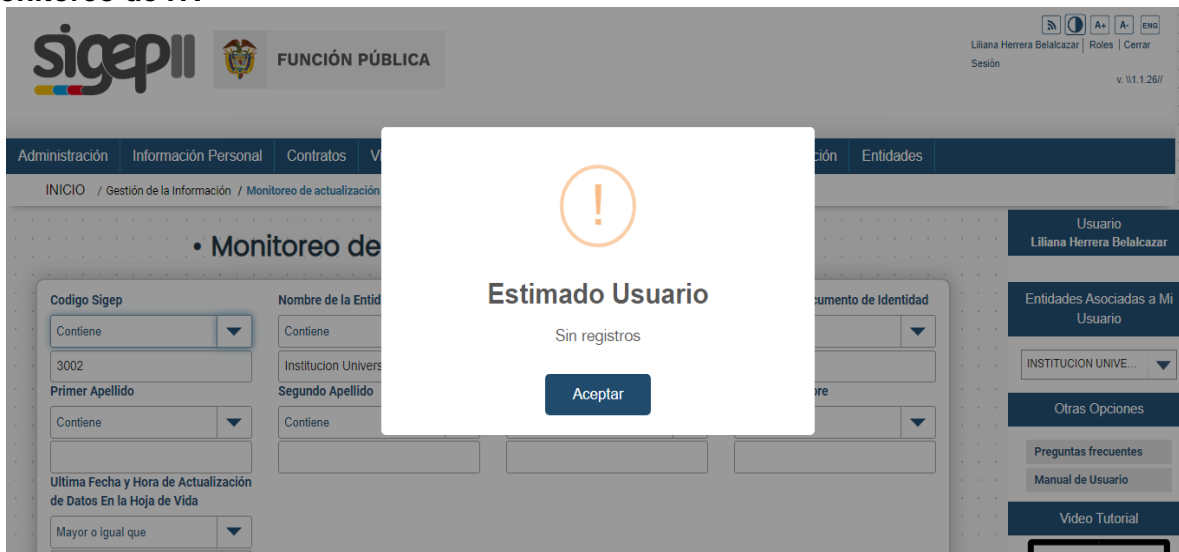 sigepII
FUNCIÓN PÚBLICA
A+ A- ENG
Liliana Herrera Belalcazar | Roles | Cerrar
Sesión
v. \\1.1.26//
Administración Información Personal Contratos Entidades
INICIO / Gestión de la Información / Monitoreo de actualización
• Monitoreo de
Usuario
Liliana Herrera Belalcazar
Estimado Usuario
Sin registros
Aceptar
Codigo Sigep Nombre de la Entid cumento de Identidad
Contiene Contiene
3002 Institucion Univers
Primer Apellido Segundo Apellido
Contiene Contiene
Ultima Fecha y Hora de Actualización
de Datos En la Hoja de Vida
Mayor o igual que
Entidades Asociadas a Mi
Usuario
INSTITUCION UNIVE...
Otras Opciones
Preguntas frecuentes
Manual de Usuario
Video Tutorial